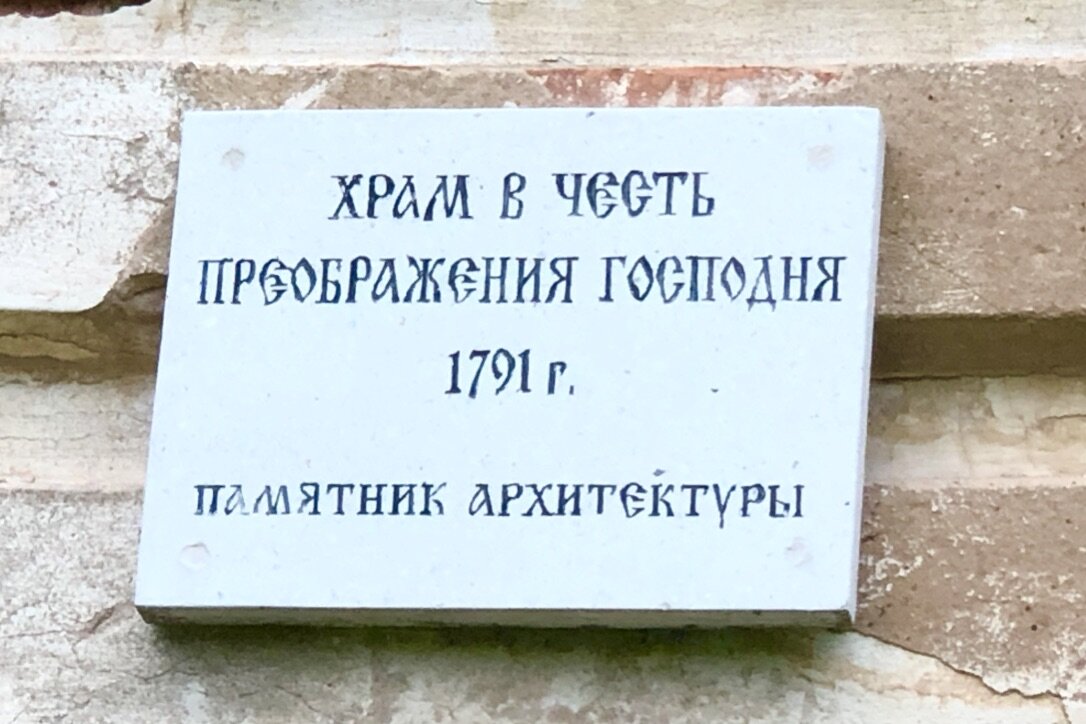 ХРАМ В ЧЕСТЬ
ПРЕОБРАЖЕНИЯ ГОСПОДНЯ
1791 г.
ПАМЯТНИК АРХИТЕКТУРЫ